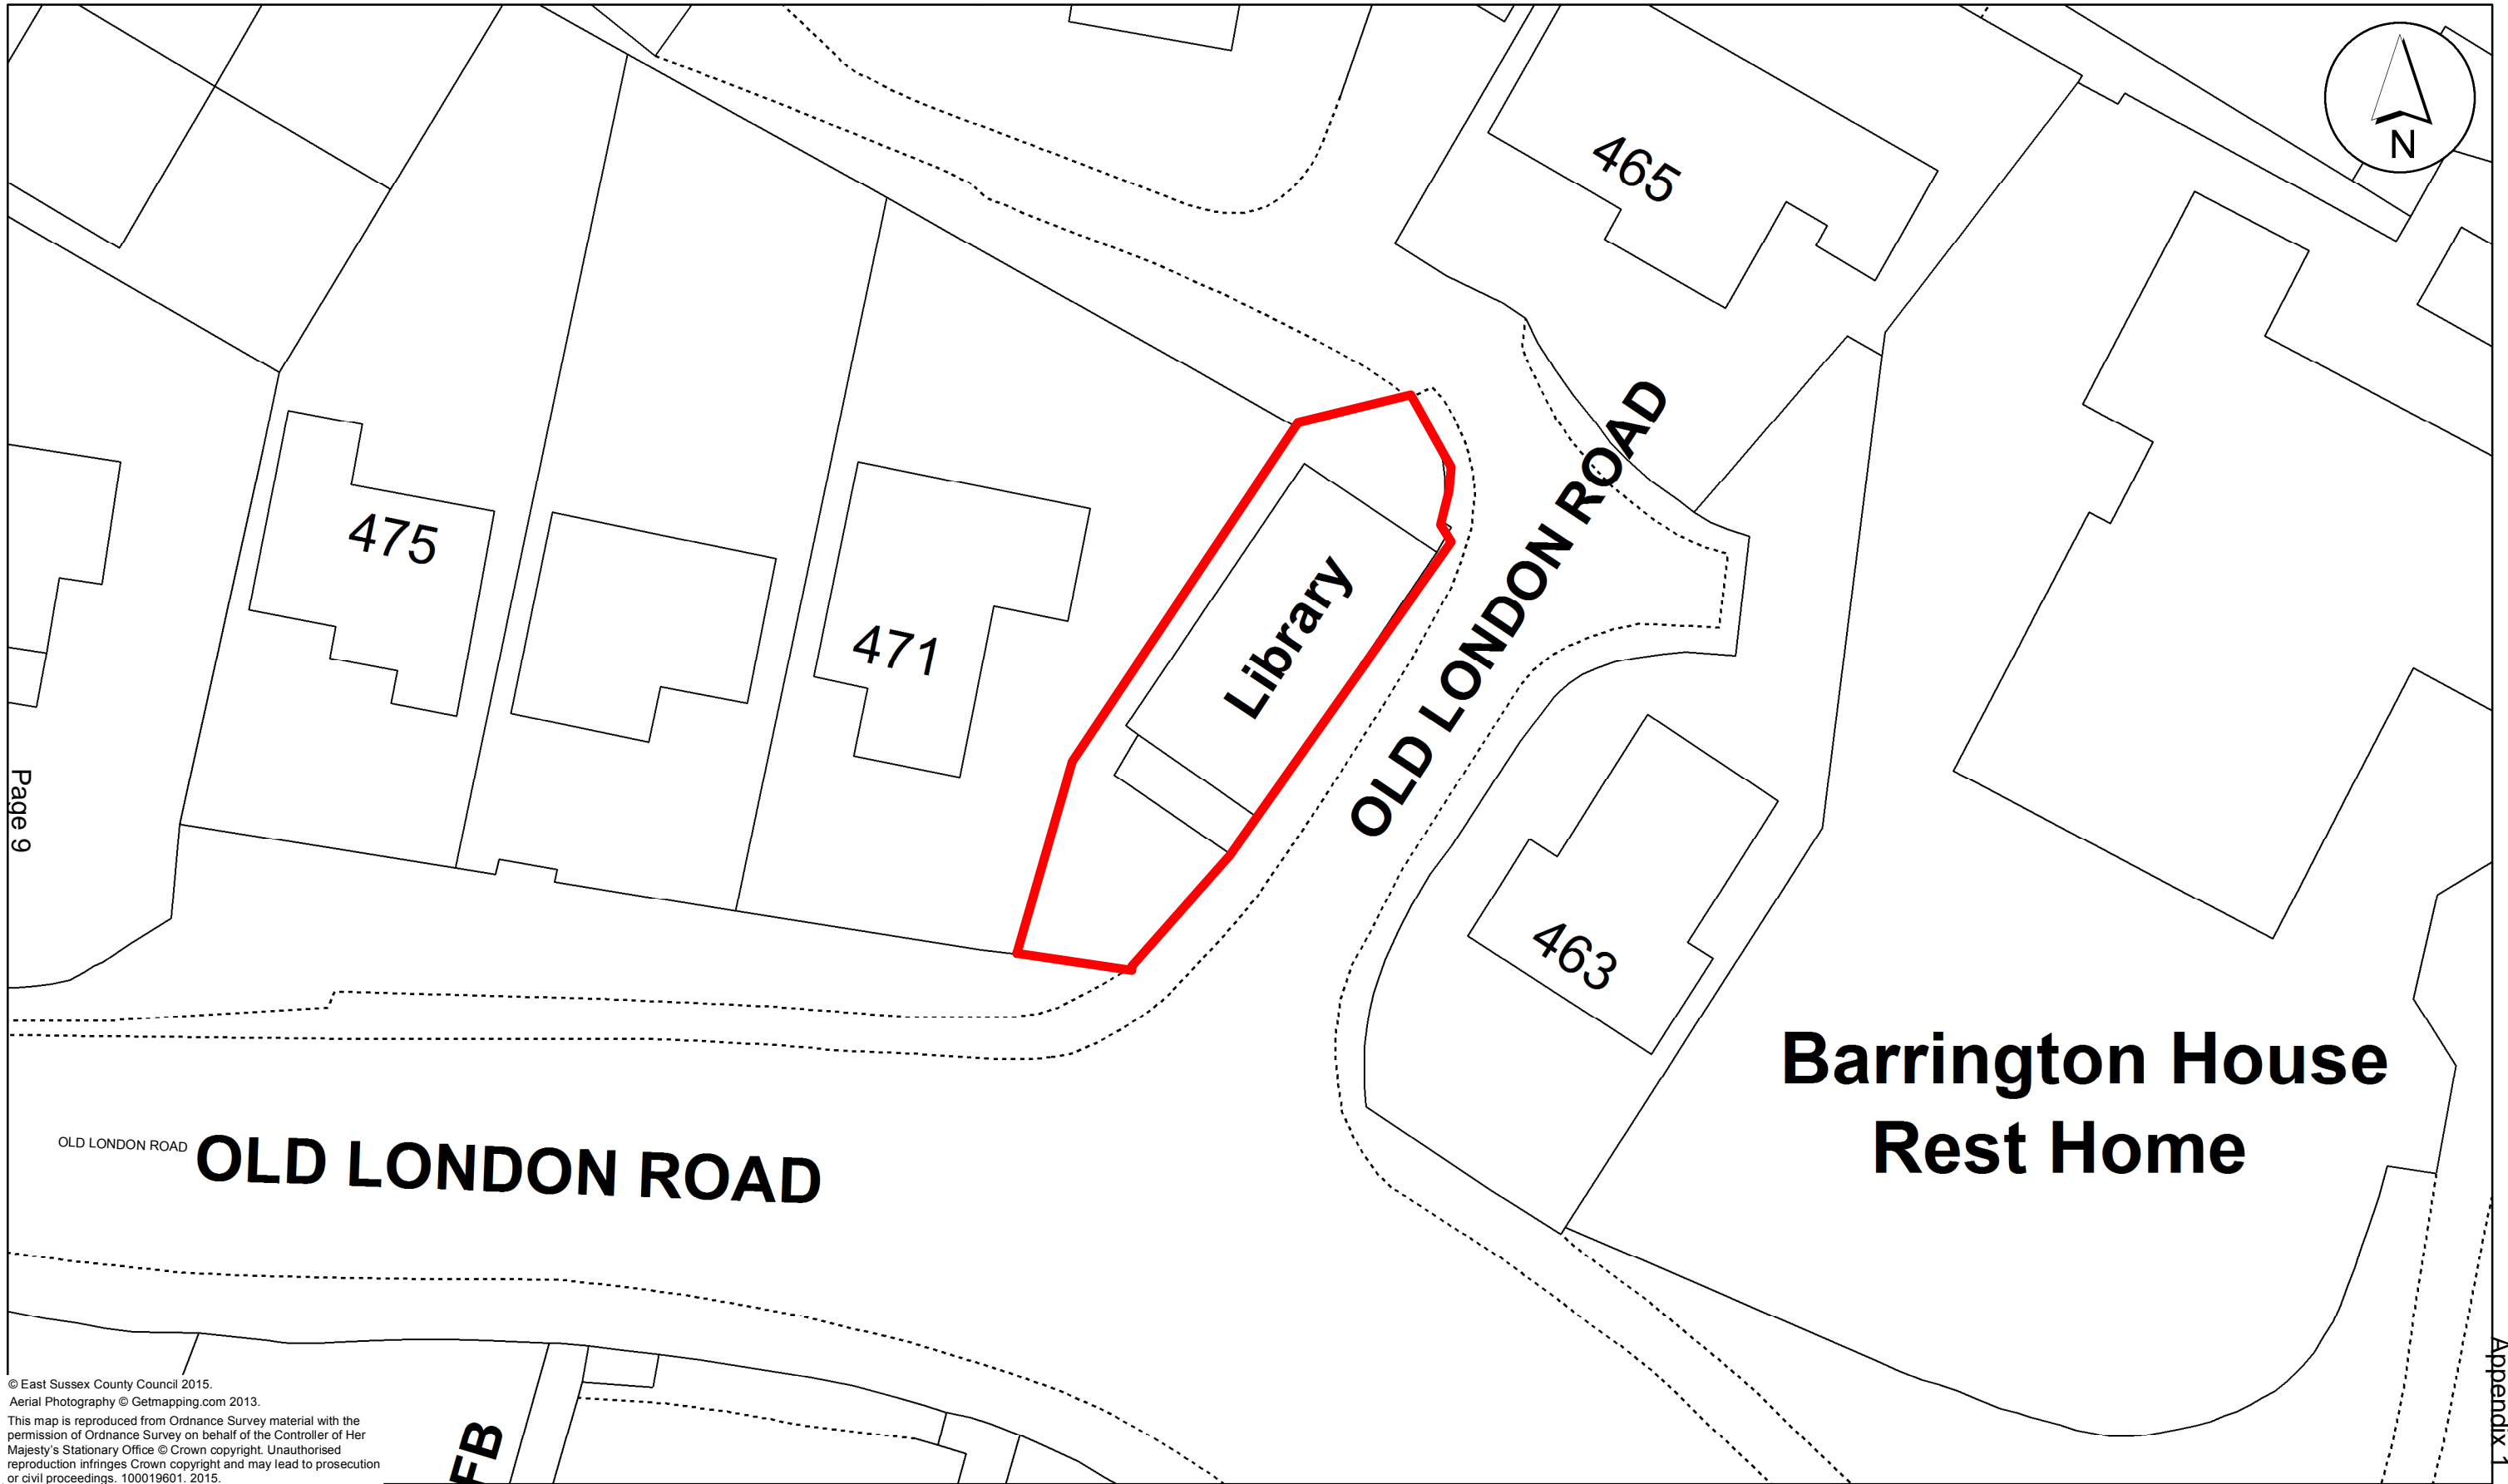 N
465
475
471
Library
OLD LONDON ROAD
463
Page 9
Barrington House
Rest Home
OLD LONDON ROAD
OLD LONDON ROAD
FB
Appendix 1
© East Sussex County Council 2015.
Aerial Photography © Getmapping.com 2013.
This map is reproduced from Ordnance Survey material with the
permission of Ordnance Survey on behalf of the Controller of Her
Majesty's Stationary Office © Crown copyright. Unauthorised
reproduction infringes Crown copyright and may lead to prosecution
or civil proceedings. 100019601. 2015.